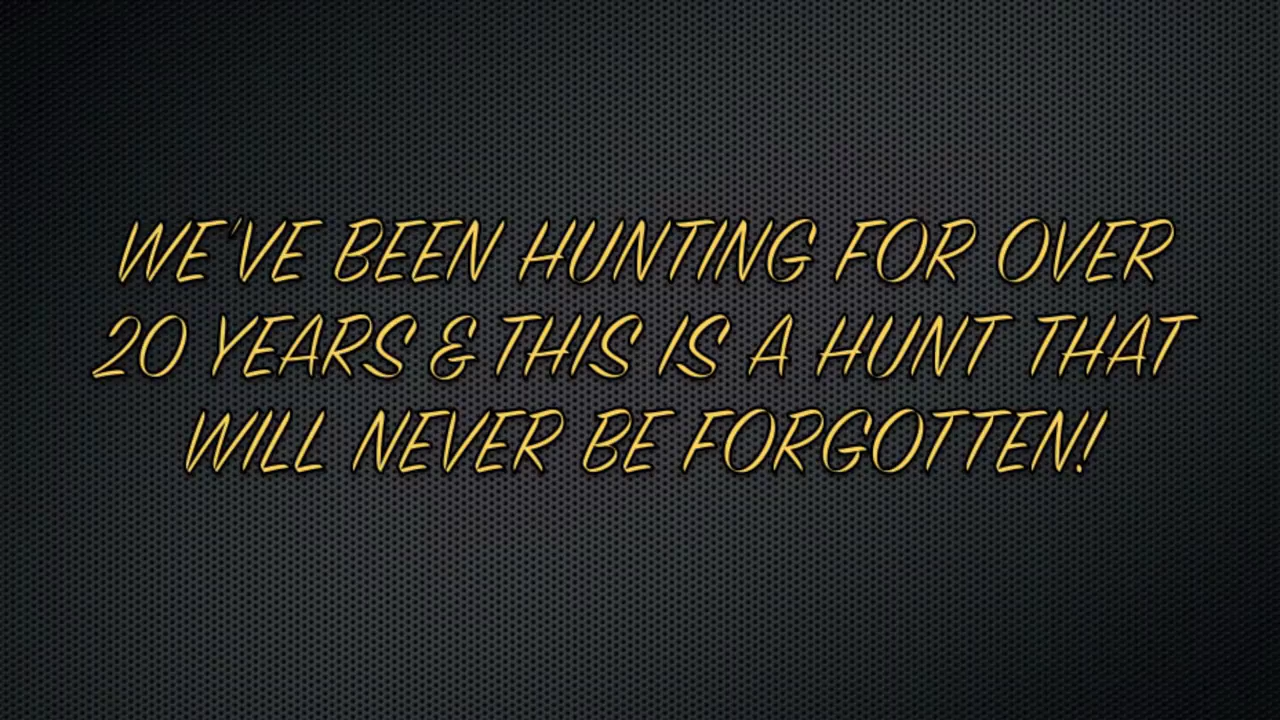 WE'VE BEEN HUNTING FOR OVER
20 YEARS & THIS IS A HUNT THAT
WILL NEVER BE FORGOTTEN!